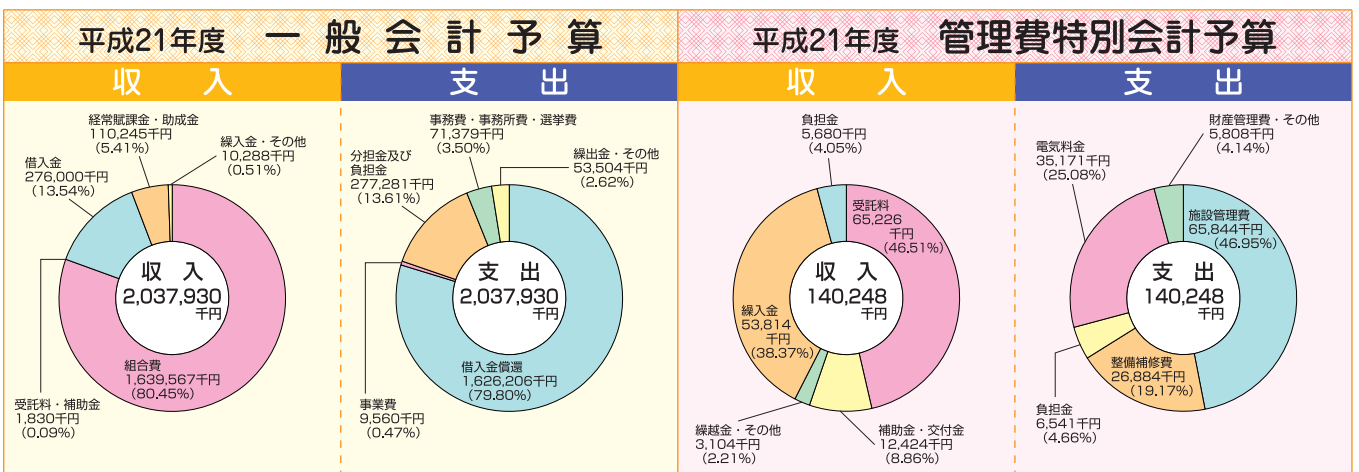 平成21年度 一般会計予算
収入
経常賦課金・助成金
110,245千円
(5.41%)
繰入金・その他
10,288千円
(0.51%)
借入金
276,000千円
(13.54%)
収入
2,037,930
千円
組合費
1,639,567千円
(80.45%)
受託料・補助金
1,830千円
(0.09%)
支出
事務費・事務所費・選挙費
71,379千円
(3.50%)
繰出金・その他
53,504千円
(2.62%)
分担金及び
負担金
277,281千円
(13.61%)
支出
2,037,930
千円
借入金償還
1,626,206千円
(79.80%)
事業費
9,560千円
(0.47%)
平成21年度 管理費特別会計予算
収入
負担金
5,680千円
(4.05%)
受託料
65,226
千円
(46.51%)
収入
140,248
千円
繰入金
53,814
千円
(38.37%)
繰越金・その他
3,104千円
(2.21%)
補助金・交付金
12,424千円
(8.86%)
支出
財産管理費・その他
5,808千円
(4.14%)
電気料金
35,171千円
(25.08%)
施設管理費
65,844千円
(46.95%)
支出
140,248
千円
整備補修費
26,884千円
(19.17%)
負担金
6,541千円
(4.66%)